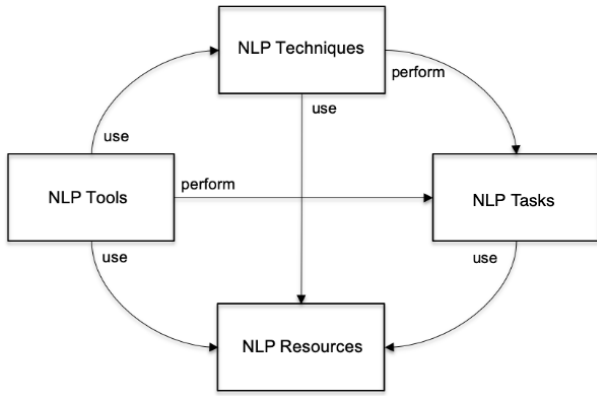 NLP Techniques
perform
use
use
NLP Tools
perform
NLP Tasks
use
use
NLP Resources